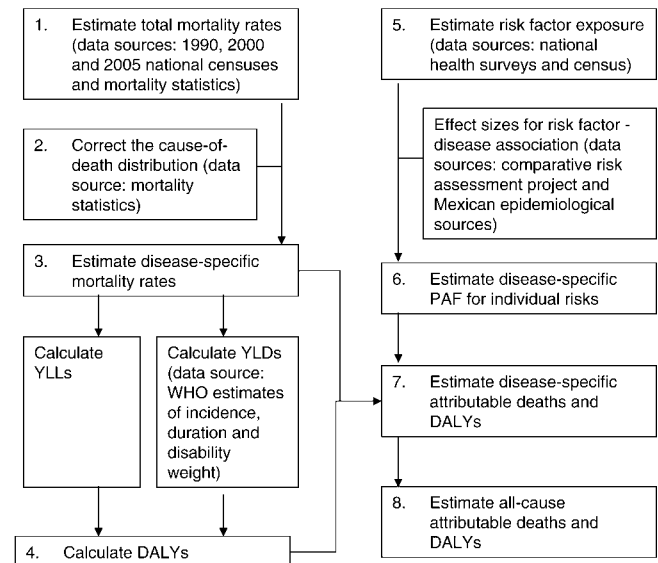 1. Estimate total mortality rates
(data sources: 1990, 2000
and 2005 national censuses
and mortality statistics)
2. Correct the cause-of-
death distribution (data
source: mortality
statistics)
3. Estimate disease-specific
mortality rates
Calculate
YLLs
Calculate YLDs
(data source:
WHO estimates
of incidence,
duration and
disability
weight)
4. Calculate DALYs
5. Estimate risk factor exposure
(data sources: national
health surveys and census)
Effect sizes for risk factor -
disease association (data
sources: comparative risk
assessment project and
Mexican epidemiological
sources)
6. Estimate disease-specific
PAF for individual risks
7. Estimate disease-specific
attributable deaths and
DALYs
8. Estimate all-cause
attributable deaths and
DALYs